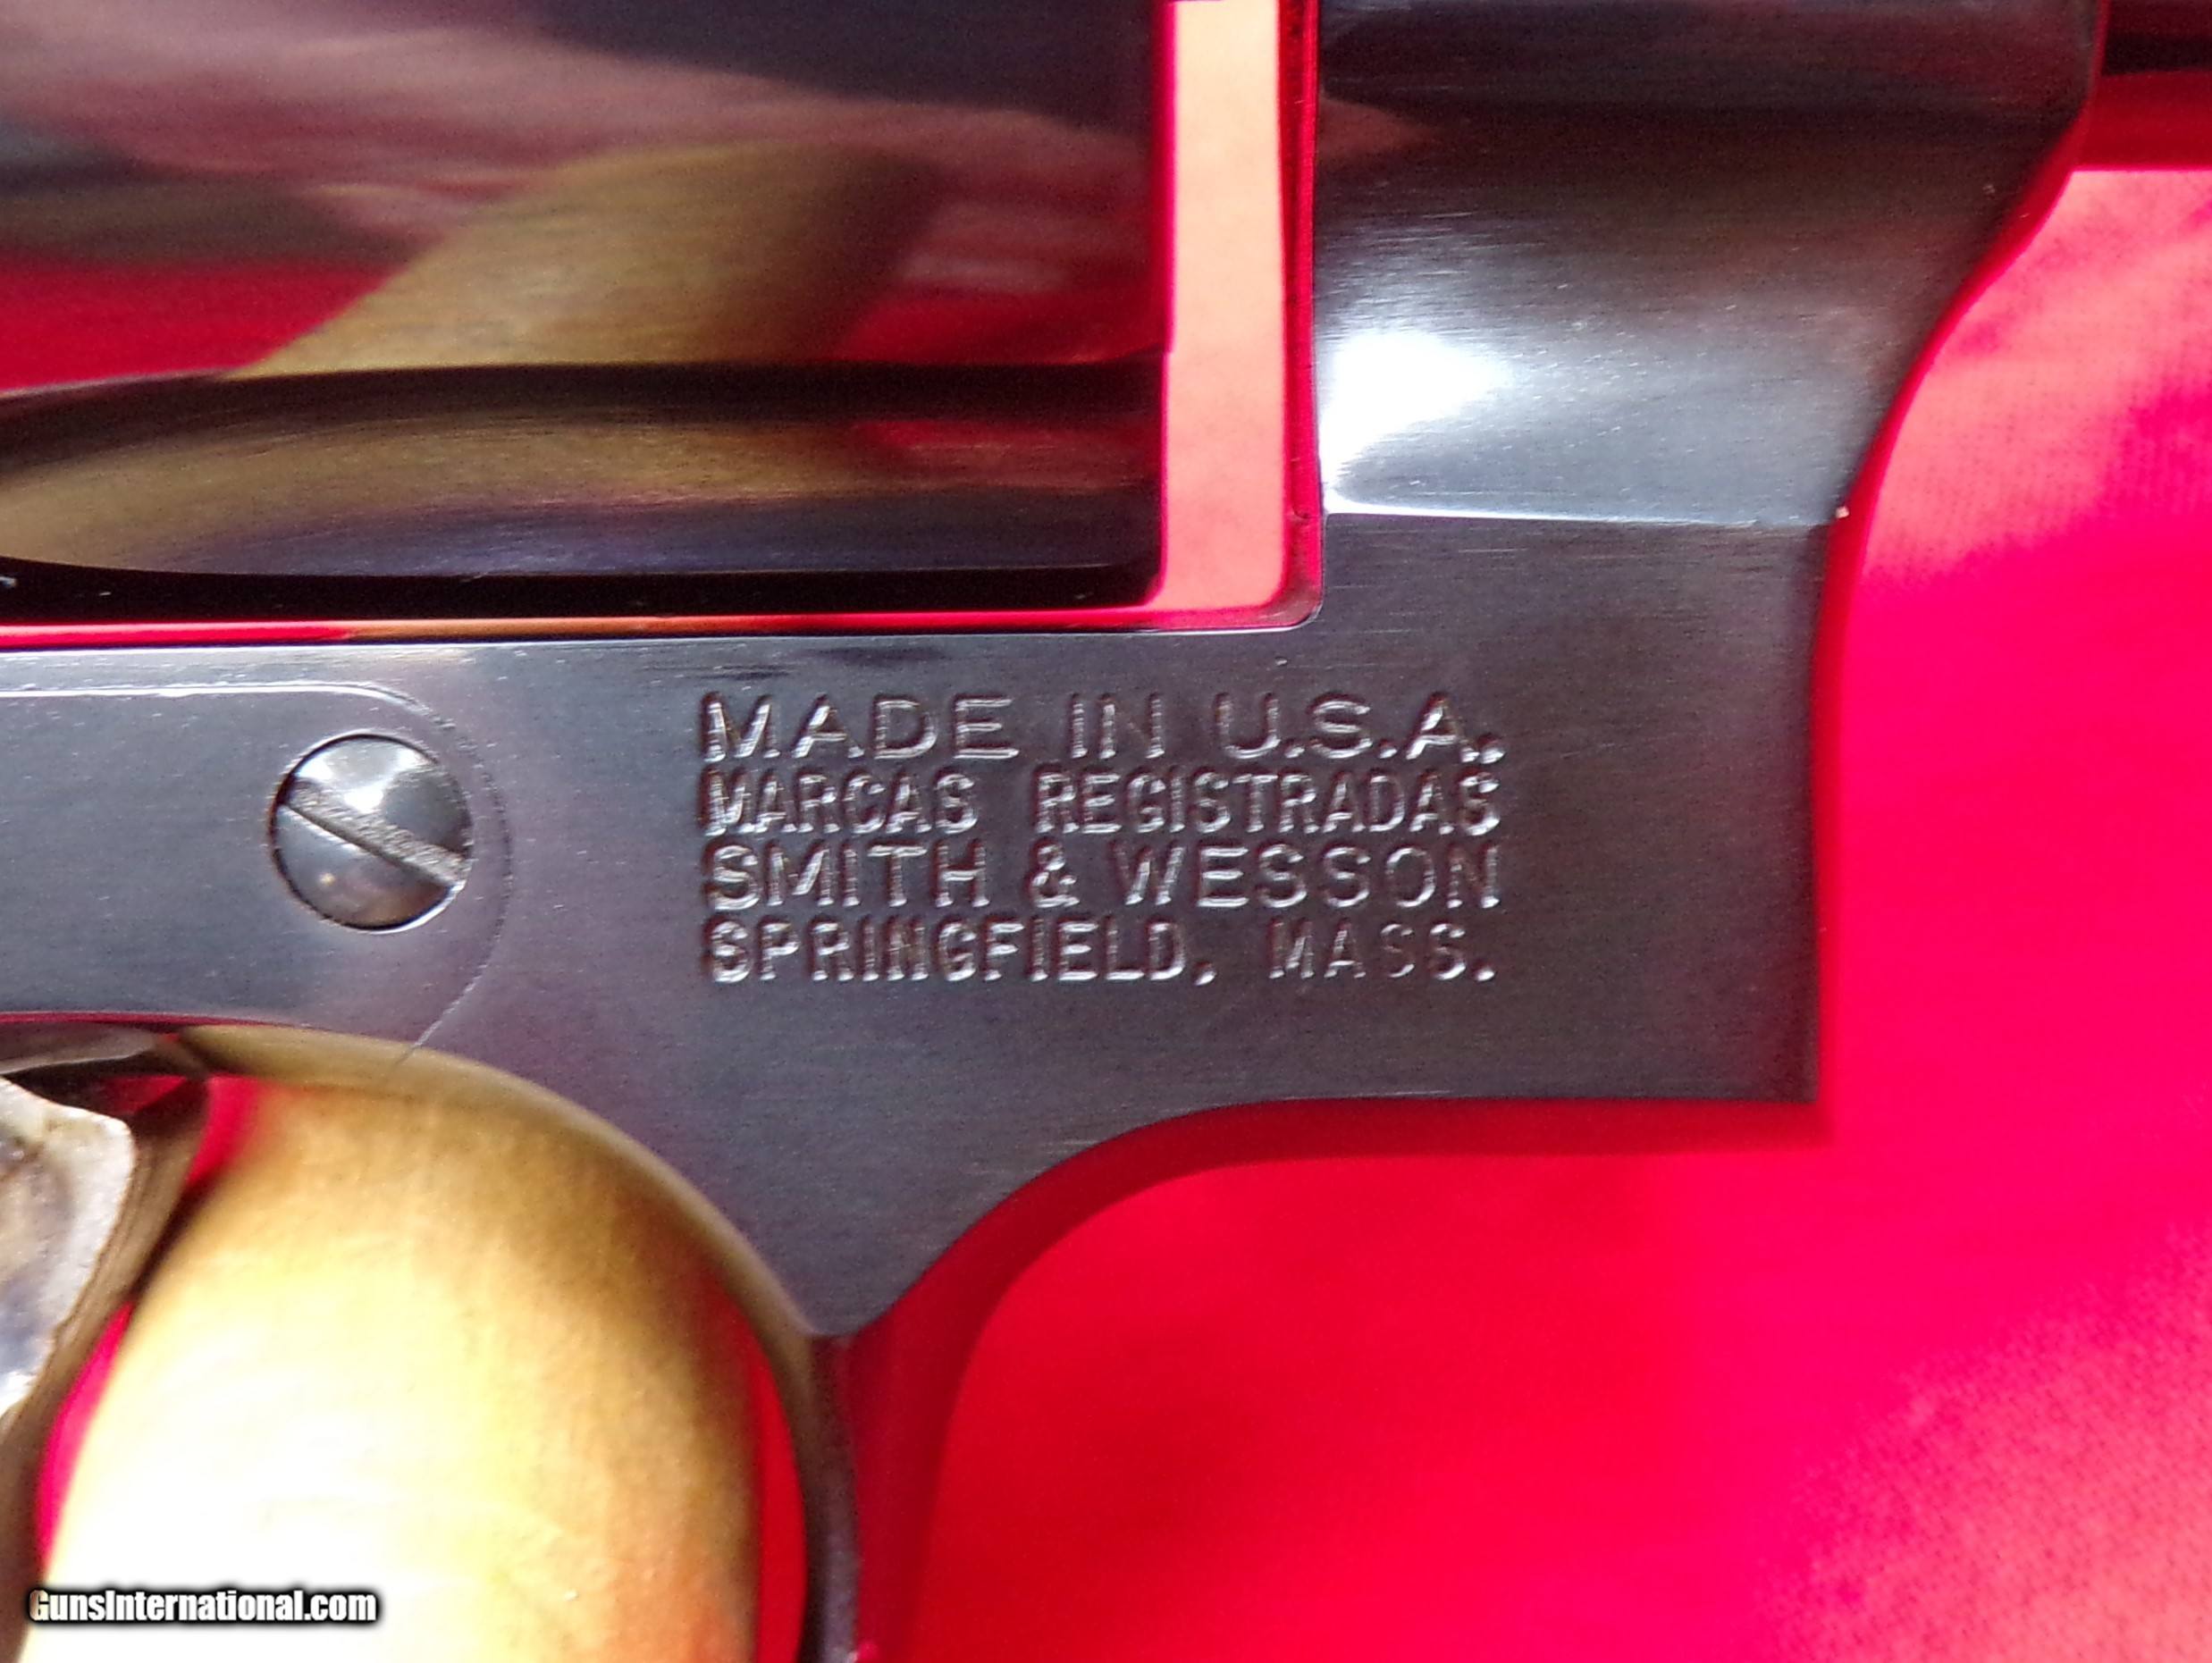 MADE IN U.S.A.
MARCAS REGISTRADAS
SMITH & WESSON
SPRINGFIELD, MASS.
GunsInternational.com